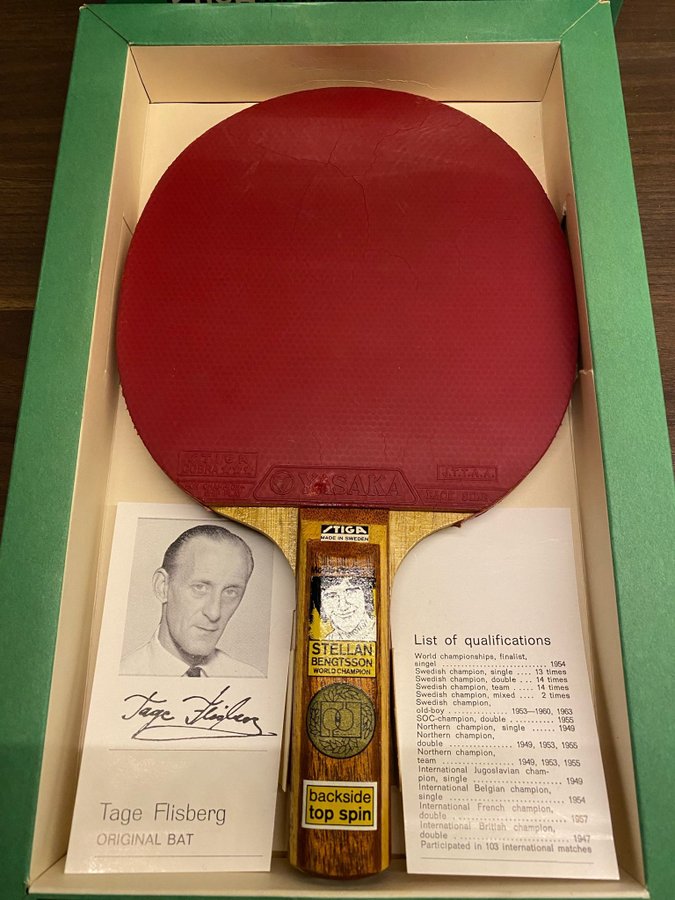 STIGA
COBRA
YASAKA
J.T.T.A.A.
BACK SIDE
STIGA
MADE IN SWEDEN
STELLAN
BENGTSSON
WORLD CHAMPION
backside
top spin
Tage Flisberg
Tage Flisberg
ORIGINAL BAT
List of qualifications
World championships, finalist,
singel ........................... 1954
Swedish champion, single .... 13 times
Swedish champion, double ... 14 times
Swedish champion, team ..... 14 times
Swedish champion, mixed .... 2 times
Swedish champion,
old-boy ............... 1953—1960, 1963
SOC-champion, double ............ 1955
Northern champion, single ...... 1949
Northern champion,
double ............... 1949, 1953, 1955
Northern champion,
team .................. 1949, 1953, 1955
International Jugoslavian cham-
pion, single ..................... 1949
International Belgian champion,
single ........................... 1954
International French champion,
double ........................... 1957
International British champion,
double ........................... 1947
Participated in 103 international matches